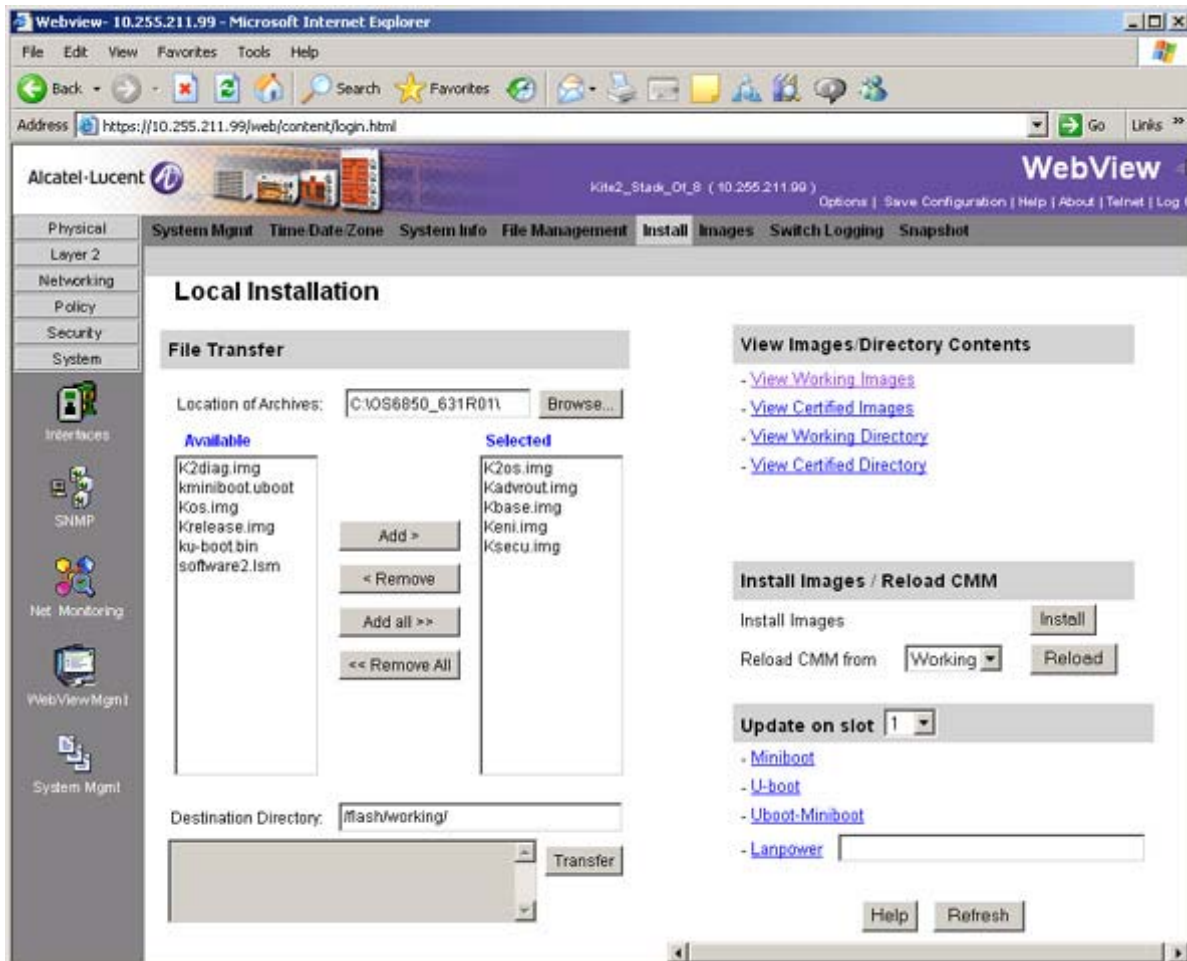 Webview- 10.255.211.99 - Microsoft Internet Explorer
File Edit View Favorites Tools Help
Back Search Favorites
Address https://10.255.211.99/web/content/login.html Go Links »
Alcatel-Lucent WebView
Kite2_Stack_Of_8 ( 10.255.211.99 )
Options | Save Configuration | Help | About | Telnet | Log
Physical
Layer 2
Networking
Policy
Security
System
Interfaces
SNMP
Net Monitoring
WebViewMgmt
System Mgmt
System Mgmt Time/Date/Zone System Info File Management Install Images Switch Logging Snapshot
Local Installation
File Transfer
Location of Archives: C:\OS6850_631R01\ Browse...
Available
K2diag.img
kminiboot.uboot
Kos.img
Krelease.img
ku-boot.bin
software2.lsm
Add >
< Remove
Add all >>
<< Remove All
Selected
K2os.img
Kadvrout.img
Kbase.img
Keni.img
Ksecu.img
Destination Directory: /flash/working/
Transfer
View Images/Directory Contents
- View Working Images
- View Certified Images
- View Working Directory
- View Certified Directory
Install Images / Reload CMM
Install Images Install
Reload CMM from Working Reload
Update on slot 1
- Miniboot
- U-boot
- Uboot-Miniboot
- Lanpower
Help Refresh